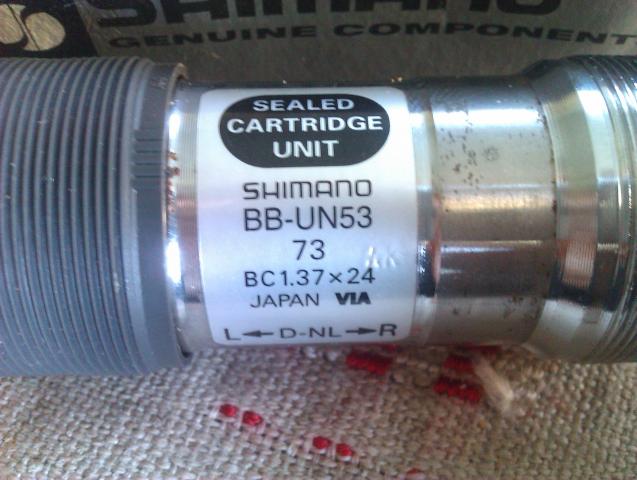 SHIMANO
GENUINE COMPONENT
SEALED
CARTRIDGE
UNIT
SHIMANO
BB-UN53
73
BC1.37×24
JAPAN VIA
L←D-NL→R